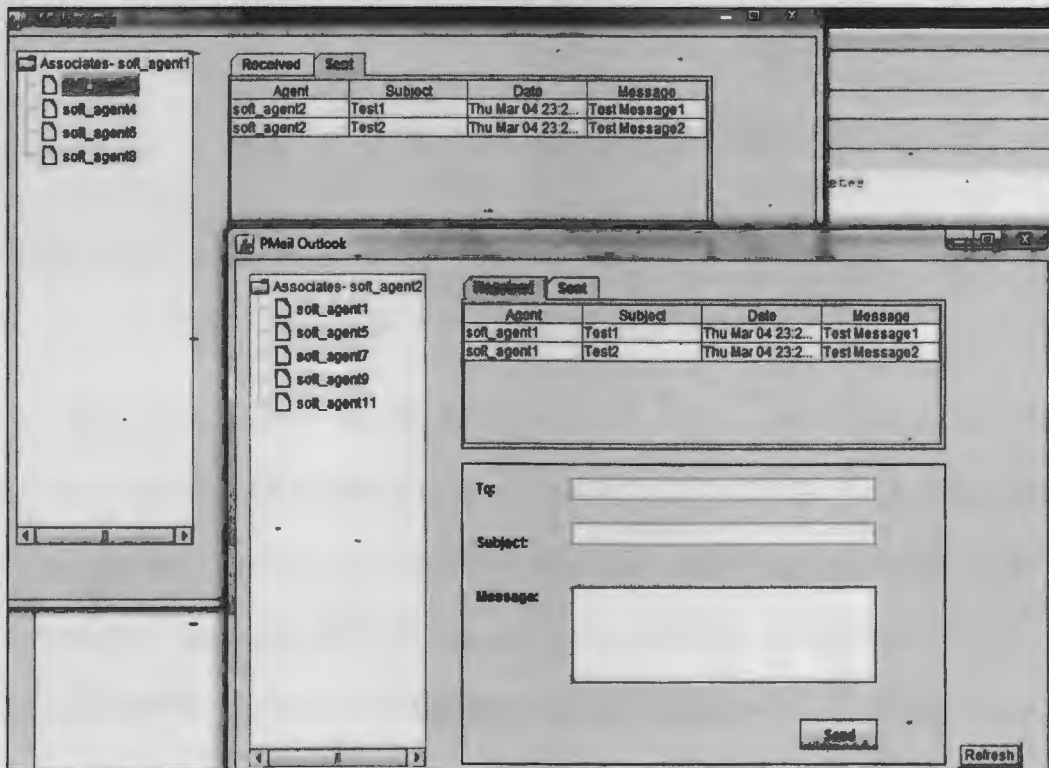 Associates- soft_agent1
soft_agent4
soft_agent6
soft_agent8
Received Sent
Agent Subject Date Message
soft_agent2 Test1 Thu Mar 04 23:2... Test Message1
soft_agent2 Test2 Thu Mar 04 23:2... Test Message2
PMail Outlook
Associates- soft_agent2
soft_agent1
soft_agent5
soft_agent7
soft_agent9
soft_agent11
Received Sent
Agent Subject Date Message
soft_agent1 Test1 Thu Mar 04 23:2... Test Message1
soft_agent1 Test2 Thu Mar 04 23:2... Test Message2
To:
Subject:
Message:
Send
Refresh